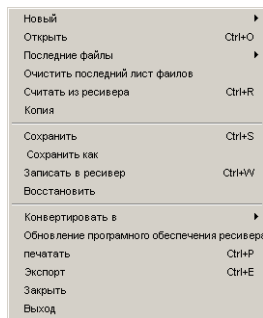 Новый
Открыть Ctrl+O
Последние файлы
Очистить последний лист фаилов
Считать из ресивера Ctrl+R
Копия
Сохранить Ctrl+S
Сохранить как
Записать в ресивер Ctrl+W
Восстановить
Конвертировать в
Обновление програмного обеспечения ресивера
печатать Ctrl+P
Экспорт Ctrl+E
Закрыть
Выход